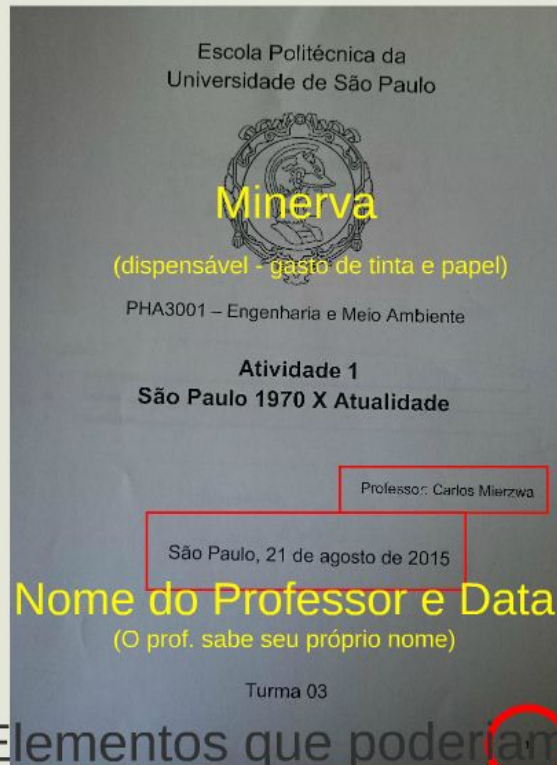 Escola Politécnica da
Universidade de São Paulo
Minerva
(dispensável - gasto de tinta e papel)
PHA3001 – Engenharia e Meio Ambiente
Atividade 1
São Paulo 1970 X Atualidade
Professor: Carlos Mierzwa
São Paulo, 21 de agosto de 2015
Nome do Professor e Data
(O prof. sabe seu próprio nome)
Turma 03
Elementos que poderiam